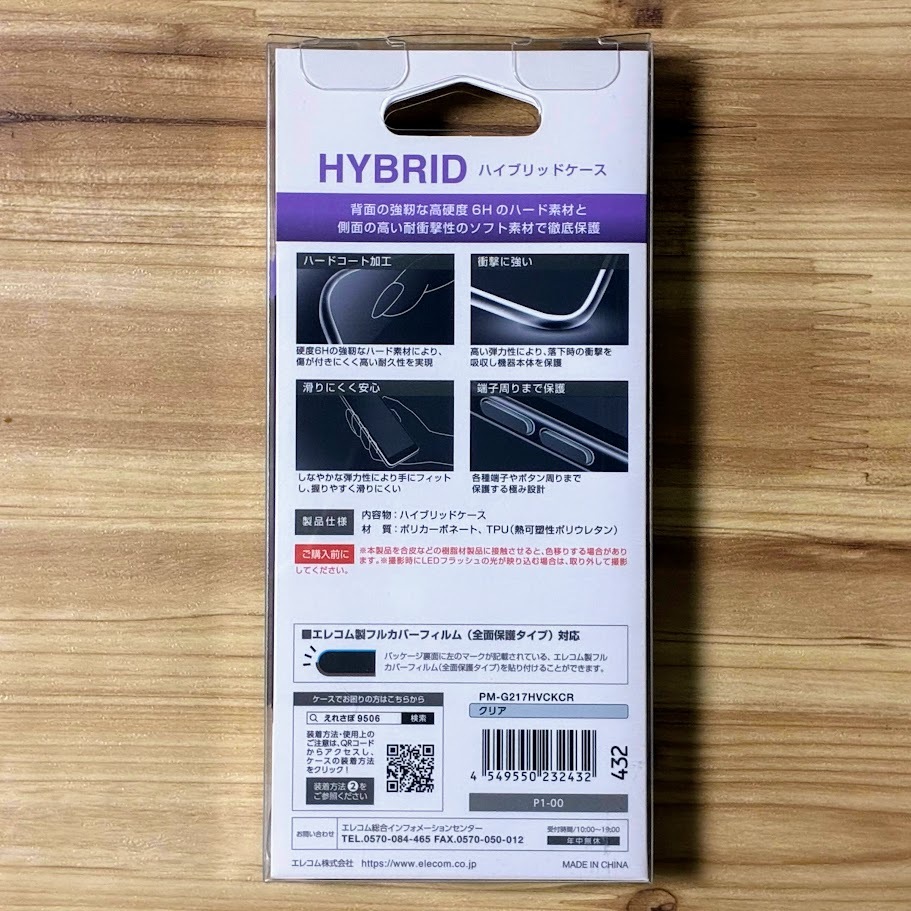 HYBRID ハイブリッドケース
背面の強靭な高硬度6Hのハード素材と
側面の高い耐衝撃性のソフト素材で徹底保護
ハードコート加工
硬度6Hの強靭なハード素材により、
傷が付きにくく高い耐久性を実現
衝撃に強い
高い弾力性により、落下時の衝撃を
吸収し機器本体を保護
滑りにくく安心
しなやかな弾力性により手にフィット
し、握りやすく滑りにくい
端子周りまで保護
各種端子やボタン周りまで
保護する極み設計
製品仕様
内容物：ハイブリッドケース
材　質：ポリカーボネート、TPU（熱可塑性ポリウレタン）
ご購入前に
※本製品を合皮などの樹脂材製品に接触させると、色移りする場合があり
ます。※撮影時にLEDフラッシュの光が映り込む場合は、取り外して撮影
してください。
■エレコム製フルカバーフィルム（全面保護タイプ）対応
パッケージ裏面に左のマークが記載されている、エレコム製フル
カバーフィルム（全面保護タイプ）を貼り付けることができます。
ケースでお困りの方はこちらから
えれさぽ 9506 検索
装着方法・使用上の
ご注意は、QRコード
からアクセスし、
ケースの装着方法
をクリック！
装着方法❷を
ご参照ください
PM-G217HVCKCR
クリア
4 549550 232432
432
P1-00
お問い合わせ
エレコム総合インフォメーションセンター
TEL.0570-084-465 FAX.0570-050-012
受付時間/10:00～19:00
年中無休
エレコム株式会社 https://www.elecom.co.jp
MADE IN CHINA